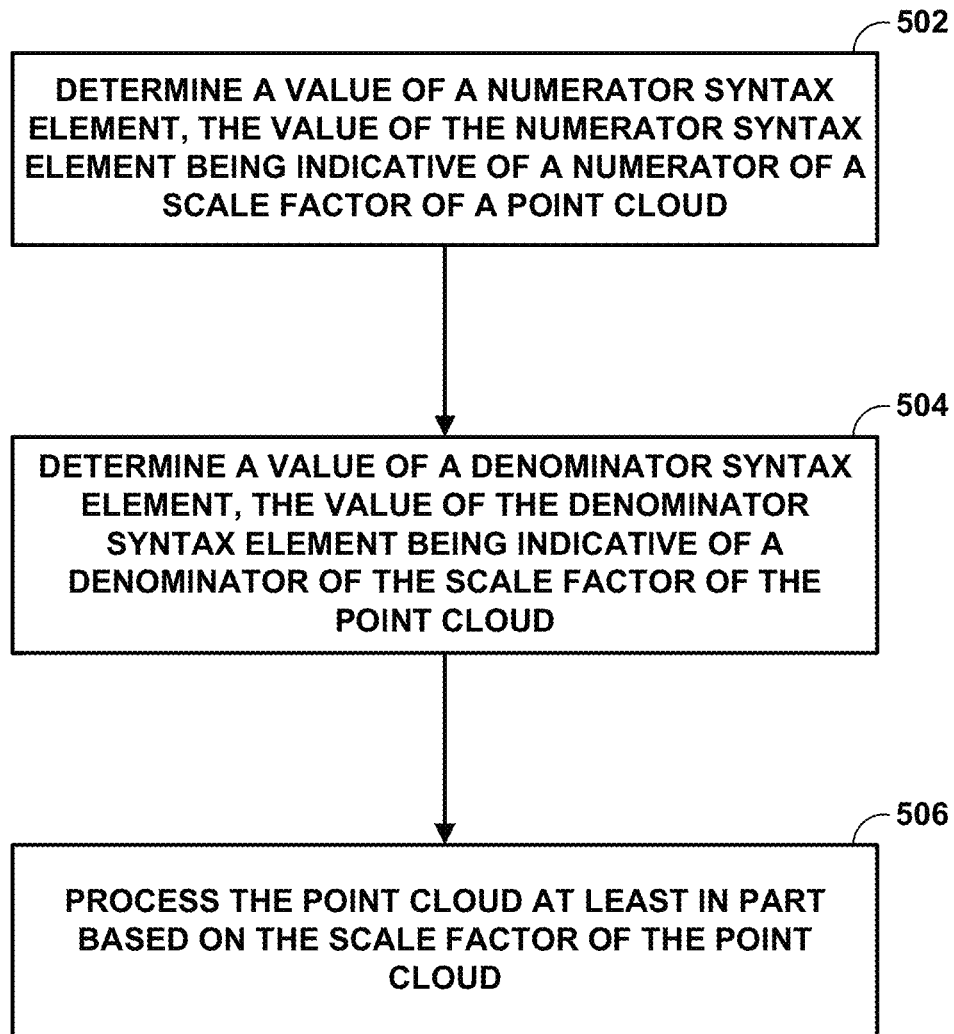 502
DETERMINE A VALUE OF A NUMERATOR SYNTAX
ELEMENT, THE VALUE OF THE NUMERATOR SYNTAX
ELEMENT BEING INDICATIVE OF A NUMERATOR OF A
SCALE FACTOR OF A POINT CLOUD
504
DETERMINE A VALUE OF A DENOMINATOR SYNTAX
ELEMENT, THE VALUE OF THE DENOMINATOR
SYNTAX ELEMENT BEING INDICATIVE OF A
DENOMINATOR OF THE SCALE FACTOR OF THE
POINT CLOUD
506
PROCESS THE POINT CLOUD AT LEAST IN PART
BASED ON THE SCALE FACTOR OF THE POINT
CLOUD